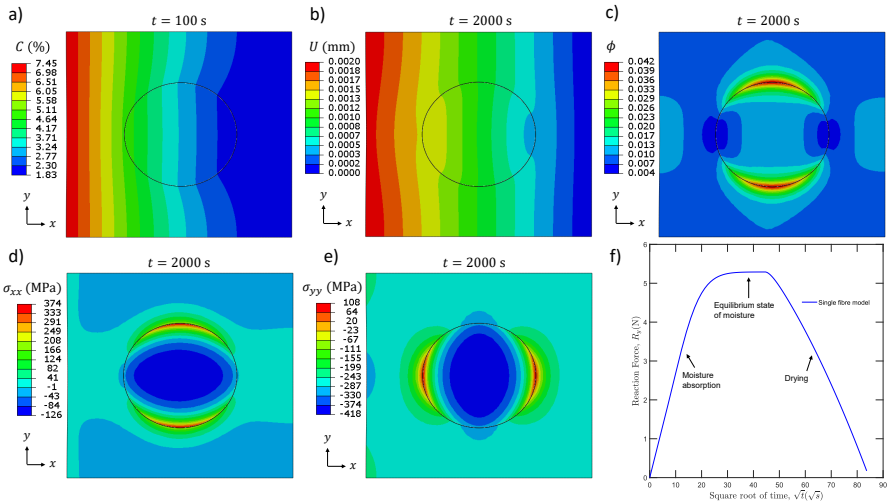 a)
t = 100 s
C (%)
7.45
6.98
6.51
6.05
5.58
5.11
4.64
4.17
3.71
3.24
2.77
2.30
1.83
y
x
b)
t = 2000 s
U (mm)
0.0020
0.0018
0.0017
0.0015
0.0013
0.0012
0.0010
0.0008
0.0007
0.0005
0.0003
0.0002
0.0000
y
x
c)
t = 2000 s
ϕ
0.042
0.039
0.036
0.033
0.029
0.026
0.023
0.020
0.017
0.013
0.010
0.007
0.004
y
x
d)
t = 2000 s
σxx (MPa)
374
333
291
249
208
166
124
82
41
-1
-43
-84
-126
y
x
e)
t = 2000 s
σyy (MPa)
108
64
20
-23
-67
-111
-155
-199
-243
-287
-330
-374
-418
y
x
f)
6
5
4
3
2
1
0
Reaction Force, Rx(N)
Single fibre model
Equilibrium state
of moisture
Moisture
absorption
Drying
0 10 20 30 40 50 60 70 80 90
Square root of time, √t(√s)